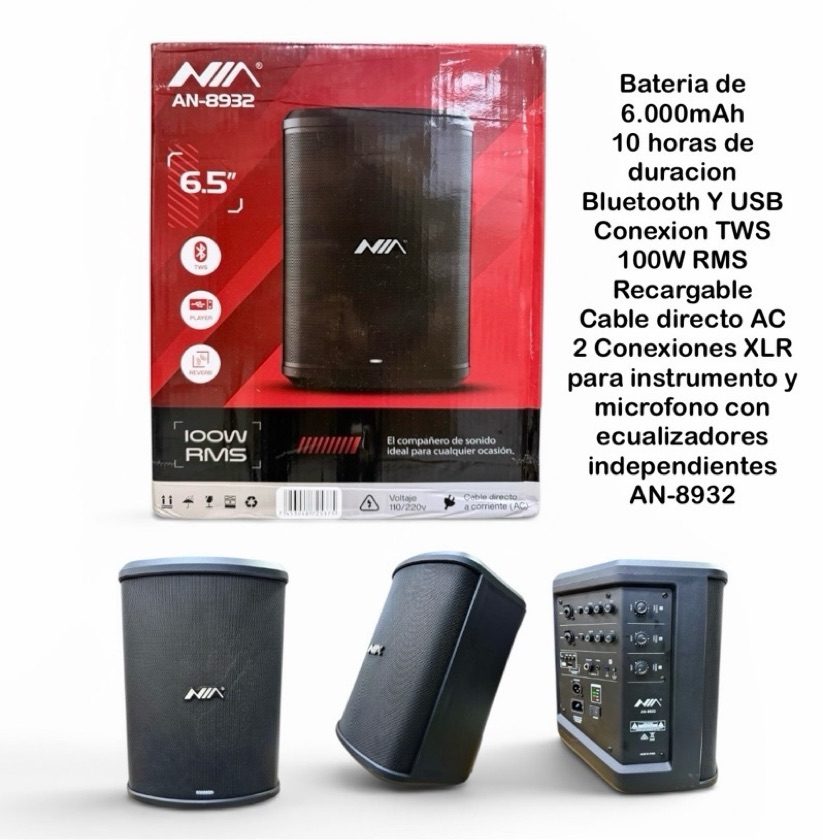 NIA®
AN-8932
6.5”
TWS
PLAYER
REVERB
NIA
100W
RMS
El compañero de sonido
ideal para cualquier ocasión.
Voltaje
110/220v
Cable directo
a corriente (AC)
Bateria de
6.000mAh
10 horas de
duracion
Bluetooth Y USB
Conexion TWS
100W RMS
Recargable
Cable directo AC
2 Conexiones XLR
para instrumento y
microfono con
ecualizadores
independientes
AN-8932
NIA
NIA
NIA
AN-8932